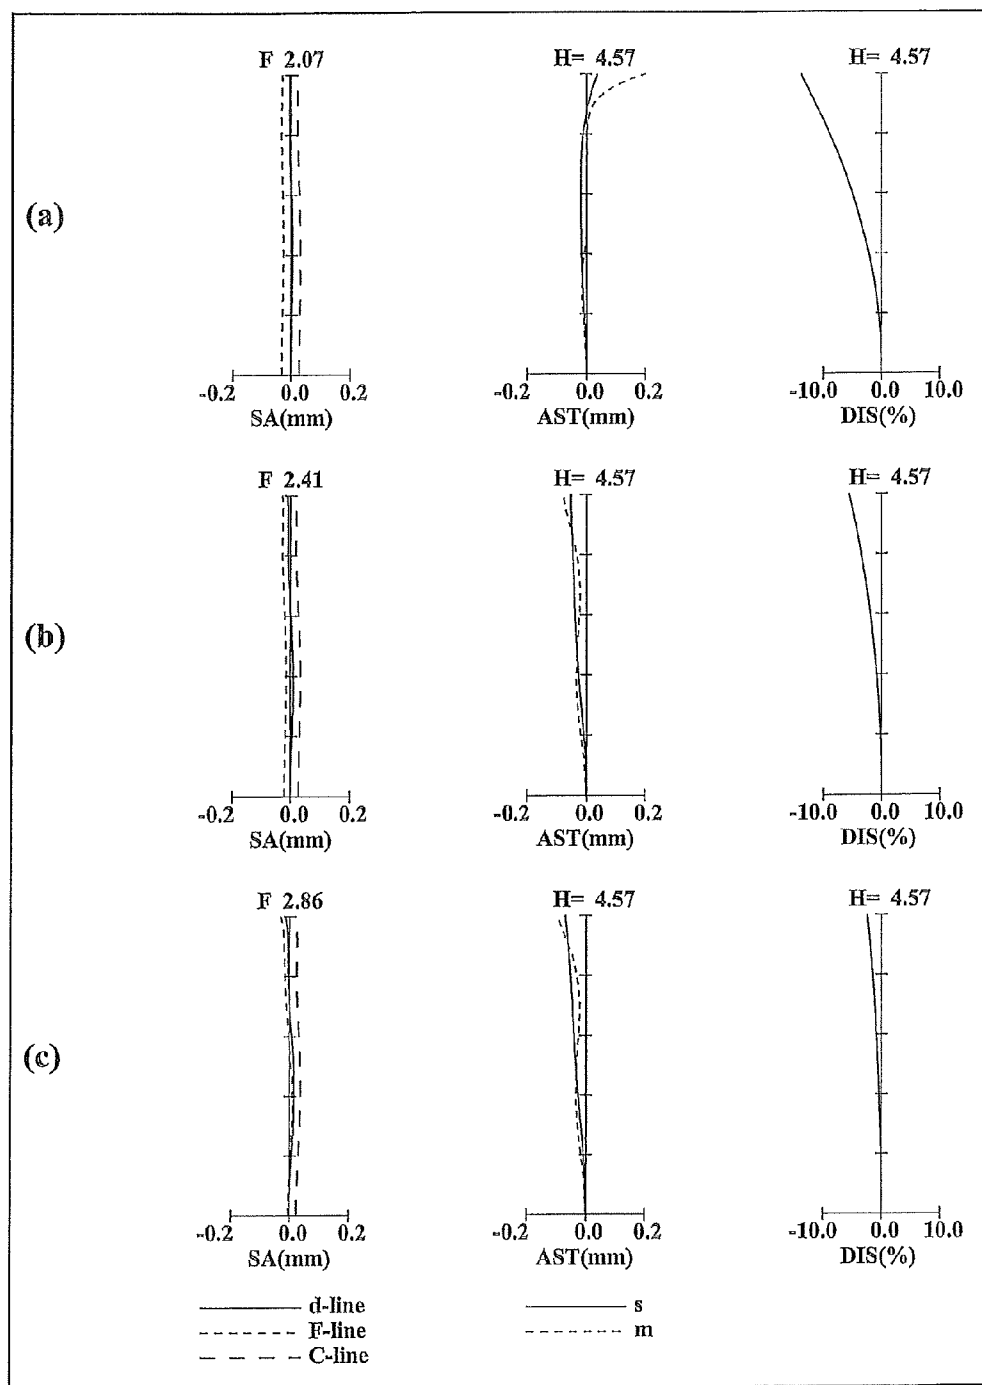 F 2.07 H= 4.57 H= 4.57
(a)
-0.2 0.0 0.2 -0.2 0.0 0.2 -10.0 0.0 10.0
SA(mm) AST(mm) DIS(%)
F 2.41 H= 4.57 H= 4.57
(b)
-0.2 0.0 0.2 -0.2 0.0 0.2 -10.0 0.0 10.0
SA(mm) AST(mm) DIS(%)
F 2.86 H= 4.57 H= 4.57
(c)
-0.2 0.0 0.2 -0.2 0.0 0.2 -10.0 0.0 10.0
SA(mm) AST(mm) DIS(%)
d-line s
F-line m
C-line